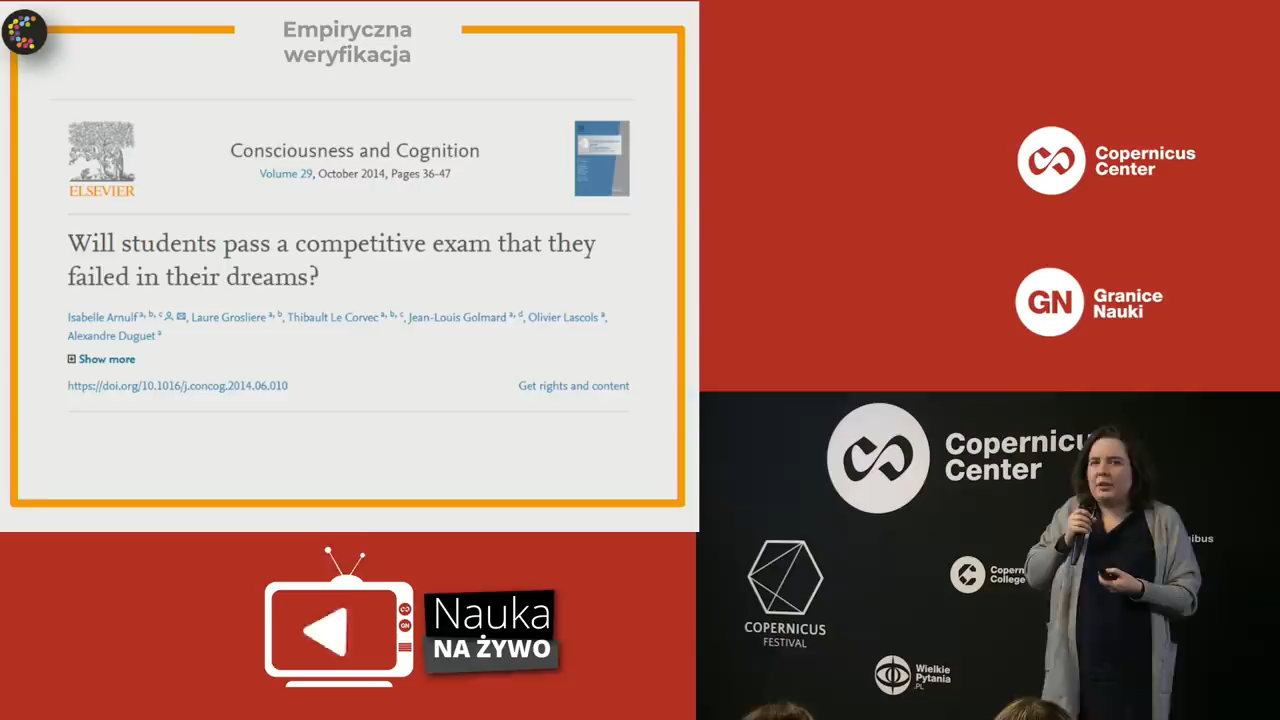 Empiryczna
weryfikacja
ELSEVIER
Consciousness and Cognition
Volume 29, October 2014, Pages 36-47
Will students pass a competitive exam that they
failed in their dreams?
Isabelle Arnulf a, b, c, Laure Grosliere a, b, Thibault Le Corvec a, b, c, Jean-Louis Golmard a, d, Olivier Lascols a,
Alexandre Duguet a
Show more
https://doi.org/10.1016/j.concog.2014.06.010
Get rights and content
Copernicus
Center
GN
Granice
Nauki
Nauka
NA ŻYWO
Copernicu
Center
COPERNICUS
FESTIVAL
Copern
College
ibus
Wielkie
Pytania
.PL